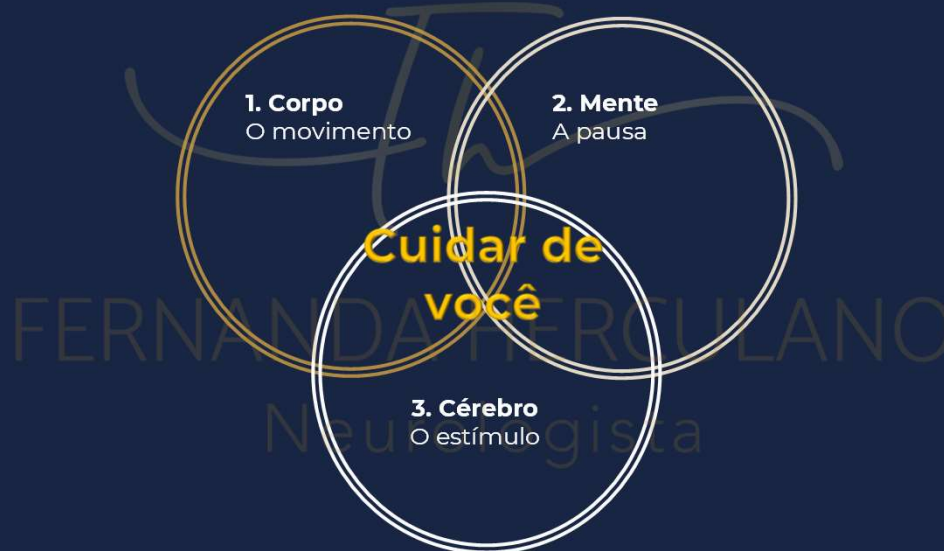 1. Corpo
O movimento
2. Mente
A pausa
Cuidar de
você
FERNANDA HERCULANO
Neurologista
3. Cérebro
O estímulo